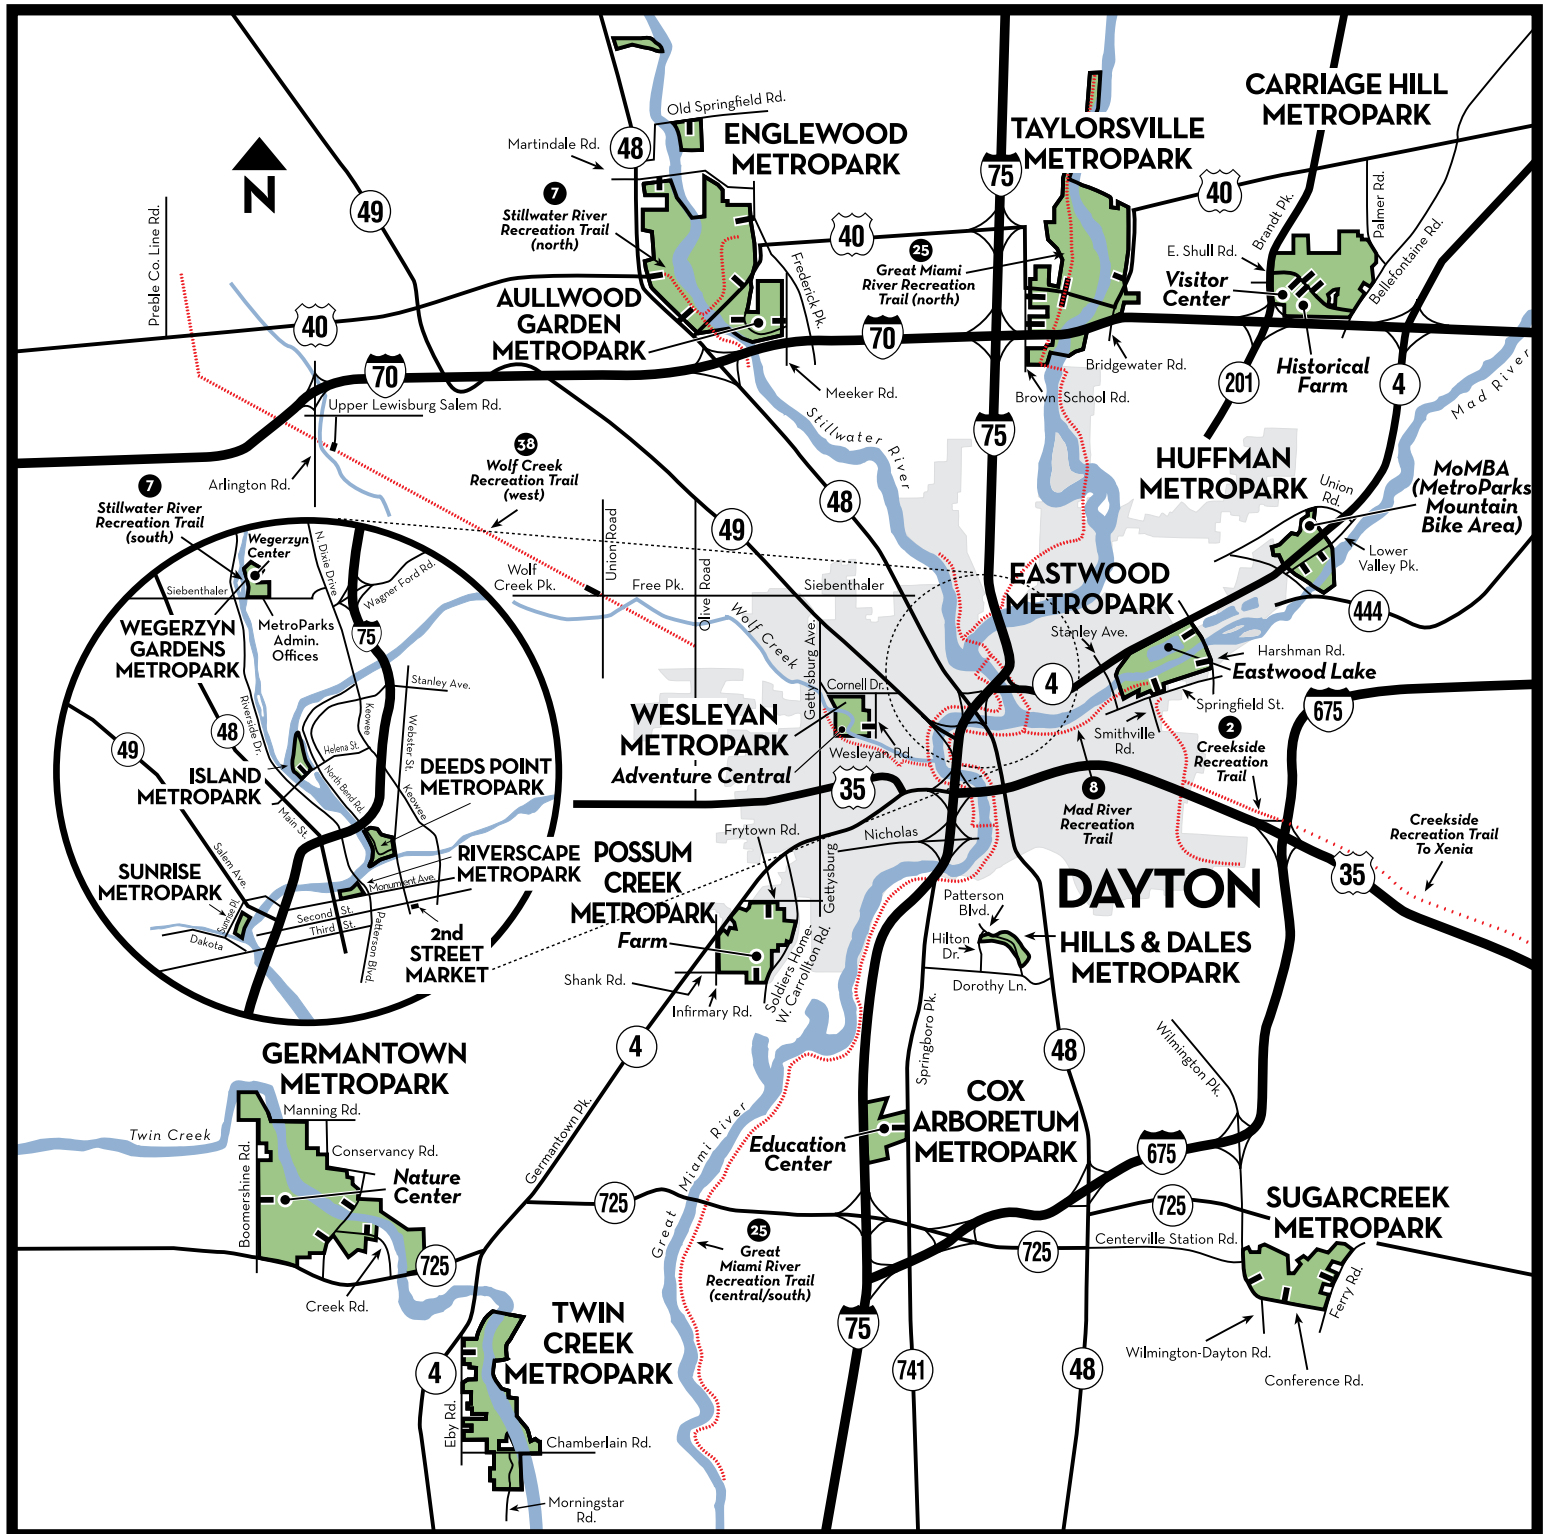 CARRIAGE HILL
METROPARK
Old Springfield Rd.
ENGLEWOOD
METROPARK
TAYLORSVILLE
METROPARK
Martindale Rd.
48
75
40
N
49
7
Stillwater River
Recreation Trail
(north)
Preble Co. Line Rd.
40
25
Great Miami
River Recreation
Trail (north)
Frederick Pk.
Brandt Pk.
Palmer Rd.
E. Shull Rd.
Bellefontaine Rd.
Visitor
Center
AULLWOOD
GARDEN
METROPARK
40
70
70
Meeker Rd.
Bridgewater Rd.
Brown School Rd.
Historical
Farm
201
4
Mad River
Upper Lewisburg Salem Rd.
Stillwater River
75
38
Wolf Creek
Recreation Trail
(west)
HUFFMAN
METROPARK
MoMBA
(MetroParks
Mountain
Bike Area)
Union
Rd.
Arlington Rd.
7
Stillwater River
Recreation Trail
(south)
48
49
Union Road
Olive Road
Wolf
Creek Pk.
Free Pk.
Siebenthaler
Lower
Valley Pk.
444
EASTWOOD
METROPARK
Stanley Ave.
Harshman Rd.
Eastwood Lake
Springfield St.
Smithville
Rd.
4
675
Wolf Creek
Gettysburg Ave.
Cornell Dr.
WESLEYAN
METROPARK
Adventure Central
Wesleyan Rd.
35
2
Creekside
Recreation
Trail
8
Mad River
Recreation
Trail
Creekside
Recreation Trail
To Xenia
35
Wegerzyn
Center
N. Dixie Drive
Wagner Ford Rd.
Siebenthaler
WEGERZYN
GARDENS
METROPARK
MetroParks
Admin.
Offices
75
Stanley Ave.
Riverside Dr.
48
49
Keowee
Webster St.
Helena St.
ISLAND
METROPARK
North Bend Rd.
DEEDS POINT
METROPARK
Main St.
Keowee
Salem Ave.
RIVERSCAPE
METROPARK
SUNRISE
METROPARK
Monument Ave.
Sunrise Pl.
Second St.
Third St.
Dakota
Patterson Blvd.
2nd
STREET
MARKET
Frytown Rd.
Nicholas
Gettysburg
POSSUM
CREEK
METROPARK
Farm
Shank Rd.
Infirmary Rd.
Soldiers Home-
W. Carrollton Rd.
DAYTON
Patterson
Blvd.
Hilton
Dr.
HILLS & DALES
METROPARK
Dorothy Ln.
Springboro Pk.
48
Wilmington Pk.
4
GERMANTOWN
METROPARK
Manning Rd.
Twin Creek
Conservancy Rd.
Boomershine Rd.
Nature
Center
Germantown Pk.
Great Miami River
COX
ARBORETUM
METROPARK
Education
Center
675
725
725
725
725
25
Great
Miami River
Recreation Trail
(central/south)
Centerville Station Rd.
SUGARCREEK
METROPARK
Ferry Rd.
Creek Rd.
TWIN
CREEK
METROPARK
75
Wilmington-Dayton Rd.
Conference Rd.
4
741
48
Eby Rd.
Chamberlain Rd.
Morningstar
Rd.